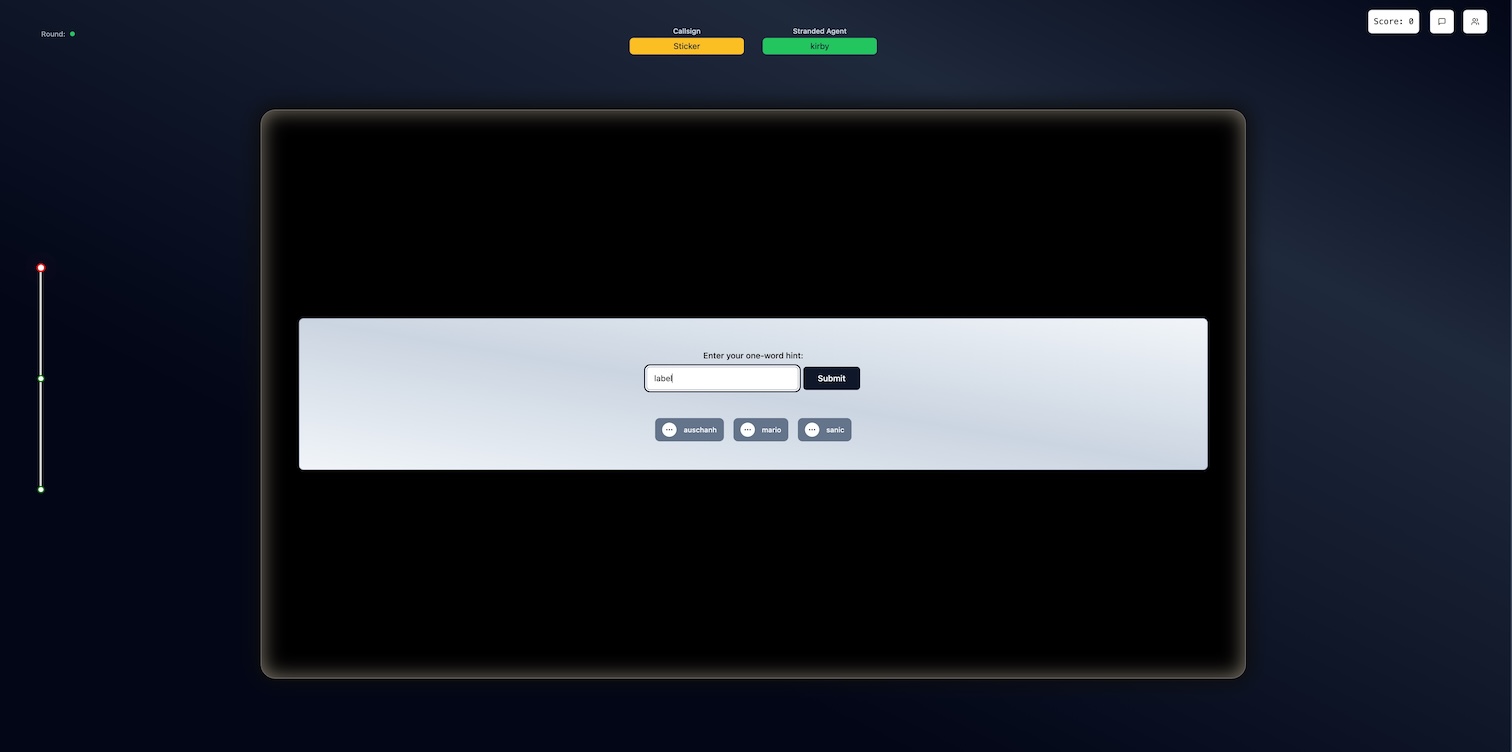 Round:
Callsign
Sticker
Stranded Agent
kirby
Score: 0
Enter your one-word hint:
label
Submit
auschanh
mario
sanic